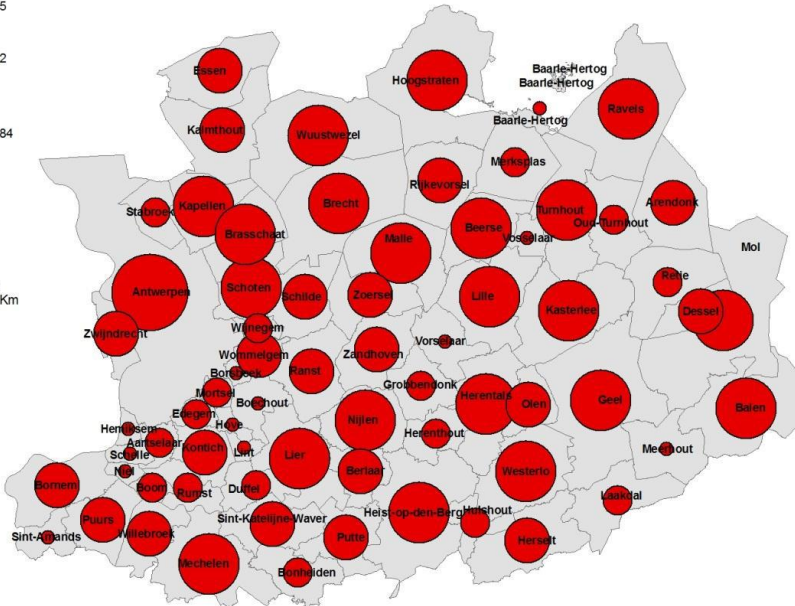 5
2
84
Km
Essen
Hoogstraten
Baarle-Hertog
Baarle-Hertog
Baarle-Hertog
Ravels
Kalmthout
Wuustwezel
Merksplas
Rijkevorsel
Stabroek
Kapellen
Brecht
Turnhout
Arendonk
Oud-Turnhout
Brasschaat
Malle
Beerse
Vosselaar
Mol
Retie
Antwerpen
Schoten
Schilde
Zoersel
Lille
Kasterlee
Dessel
Zwijndrecht
Wijnegem
Vorselaar
Wommelgem
Zandhoven
Borsbeek
Ranst
Grobbendonk
Mortsel
Boechout
Herentals
Olen
Geel
Balen
Edegem
Hove
Nijlen
Hemiksem
Aartselaar
Herenthout
Schelle
Kontich
Lint
Lier
Meerhout
Niel
Berlaar
Westerlo
Bornem
Boom
Rumst
Duffel
Laakdal
Puurs
Sint-Katelijne-Waver
Heist-op-den-Berg
Hulshout
Sint-Amands
Willebroek
Putte
Herselt
Mechelen
Bonheiden